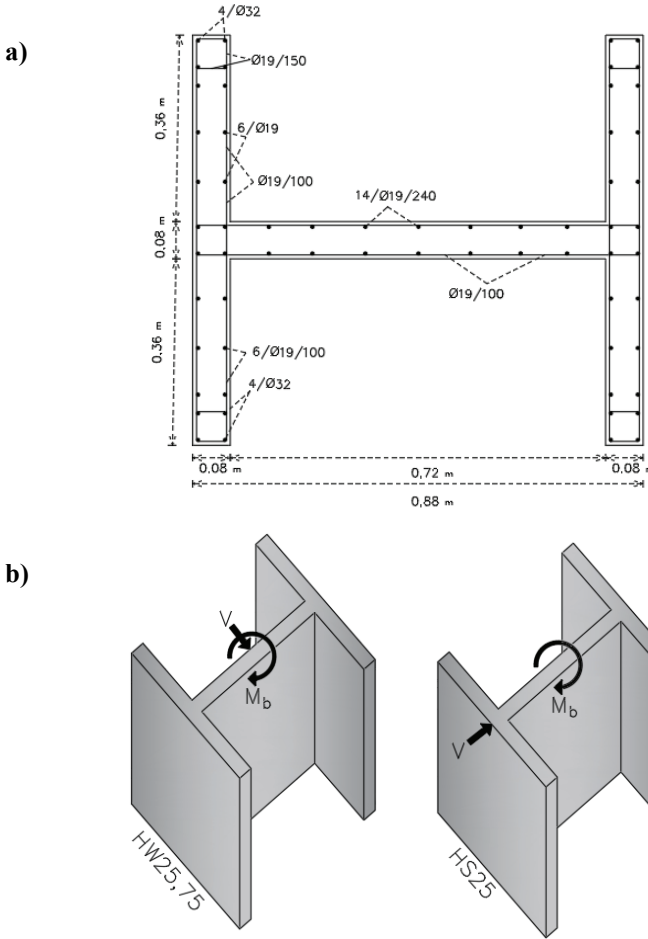 a)
4/Ø32
Ø19/150
6/Ø19
Ø19/100
14/Ø19/240
Ø19/100
6/Ø19/100
4/Ø32
0,36 m
0,08 m
0,36 m
0,08 m
0,72 m
0,08 m
0,88 m
b)
V
M_b
HW25,75
V
M_b
HS25